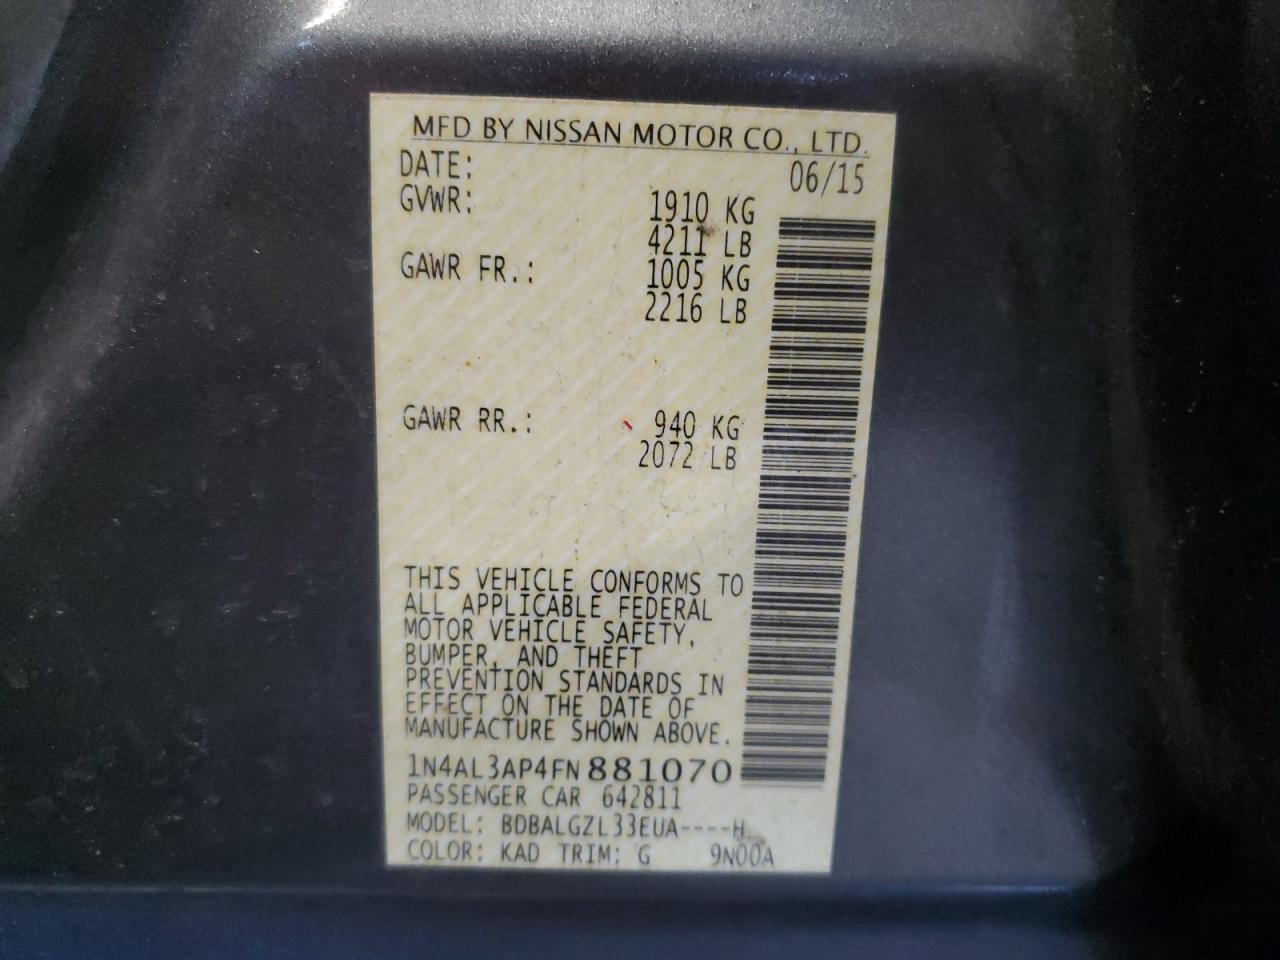 MFD BY NISSAN MOTOR CO., LTD.
DATE: 06/15
GVWR: 1910 KG
4211 LB
GAWR FR.: 1005 KG
2216 LB
GAWR RR.: 940 KG
2072 LB
THIS VEHICLE CONFORMS TO
ALL APPLICABLE FEDERAL
MOTOR VEHICLE SAFETY,
BUMPER, AND THEFT
PREVENTION STANDARDS IN
EFFECT ON THE DATE OF
MANUFACTURE SHOWN ABOVE.
1N4AL3AP4FN881070
PASSENGER CAR 642811
MODEL: BDBALGZL33EUA----H
COLOR: KAD TRIM: G 9N00A